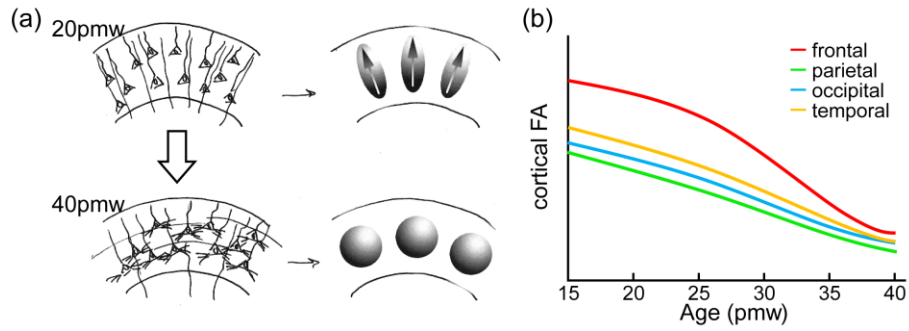 (a)
20pmw
40pmw
(b)
frontal
parietal
occipital
temporal
cortical FA
15 20 25 30 35 40
Age (pmw)